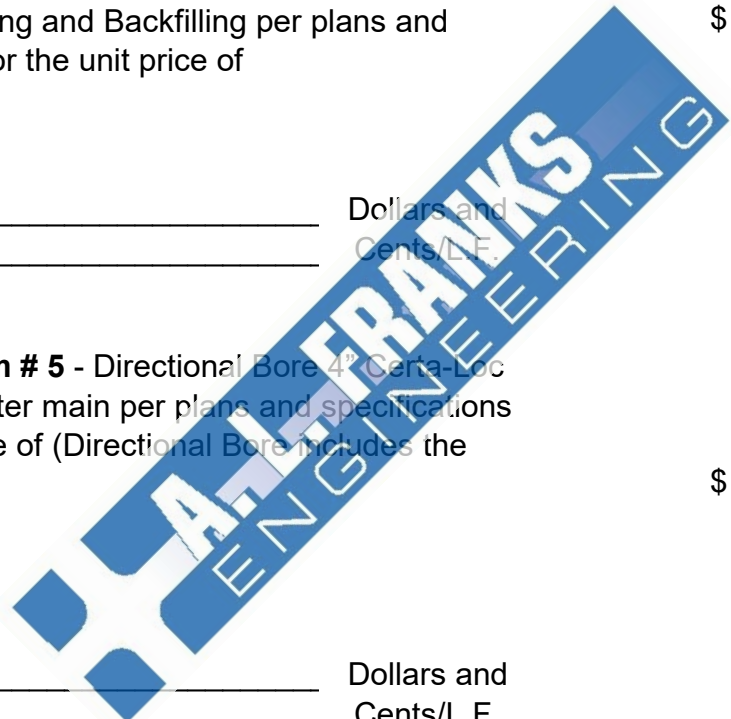 ng and Backfilling per plans and
$
or the unit price of
Dollars and
Cents/L.F.
A. L. FRANKS
ENGINEERING
n # 5 - Directional Bore 4” Certa-Loc
ter main per plans and specifications
e of (Directional Bore includes the
$
Dollars and
Cents/L.F.